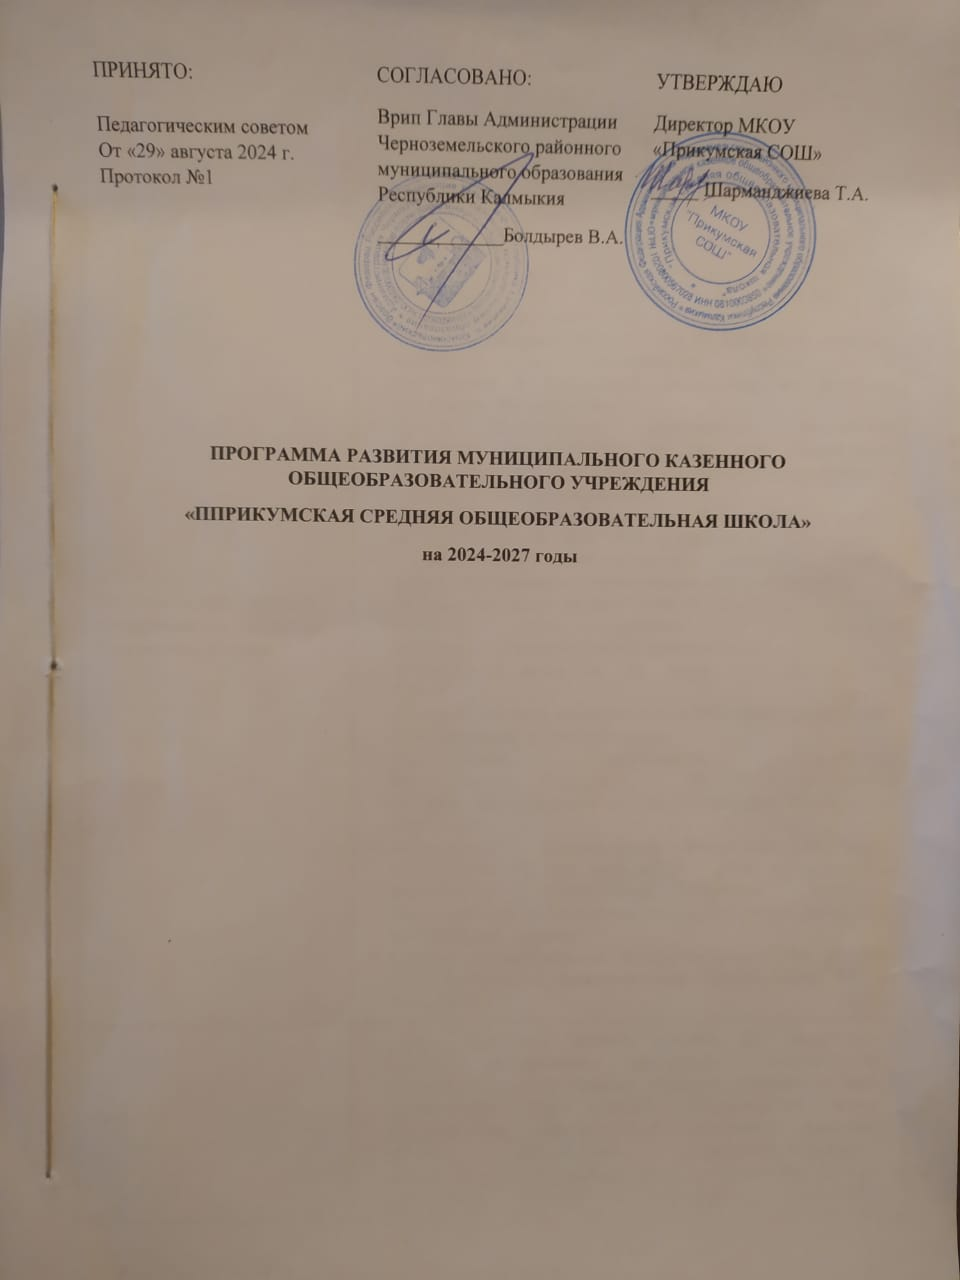 ПРИНЯТО:
Педагогическим советом
От «29» августа 2024 г.
Протокол №1
СОГЛАСОВАНО:
Врип Главы Администрации
Черноземельского районного
муниципального образования
Республики Калмыкия
Болдырев В.А.
УТВЕРЖДАЮ
Директор МКОУ
«Прикумская СОШ»
Шарманджиева Т.А.
МКОУ
"Прикумская
СОШ"
ПРОГРАММА РАЗВИТИЯ МУНИЦИПАЛЬНОГО КАЗЕННОГО
ОБЩЕОБРАЗОВАТЕЛЬНОГО УЧРЕЖДЕНИЯ
«ППРИКУМСКАЯ СРЕДНЯЯ ОБЩЕОБРАЗОВАТЕЛЬНАЯ ШКОЛА»
на 2024-2027 годы